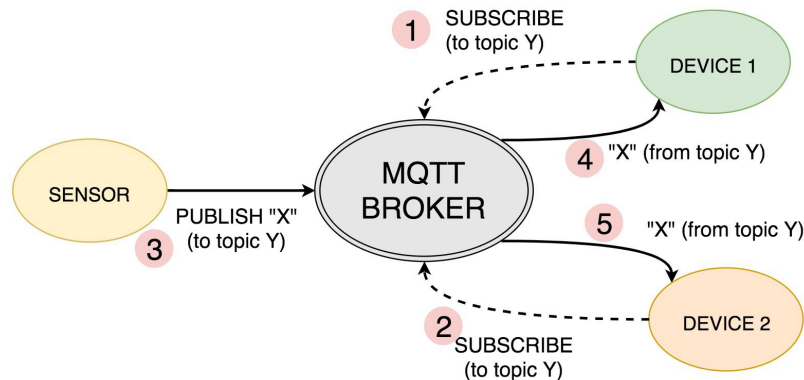 1
SUBSCRIBE
(to topic Y)
DEVICE 1
MQTT
BROKER
4
"X" (from topic Y)
SENSOR
3
PUBLISH "X"
(to topic Y)
5
"X" (from topic Y)
2
SUBSCRIBE
(to topic Y)
DEVICE 2